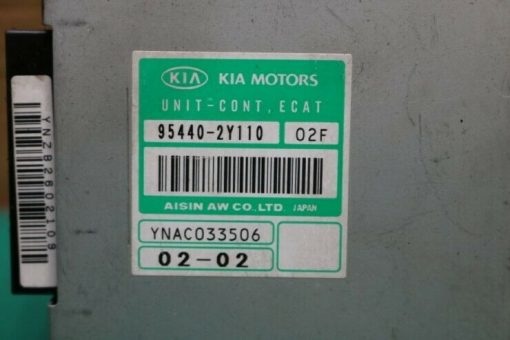 KIA KIA MOTORS
UNIT-CONT, ECAT
95440-2Y110 02F
AISIN AW CO.,LTD. JAPAN
YNAC033506
02-02
YNZB2602109